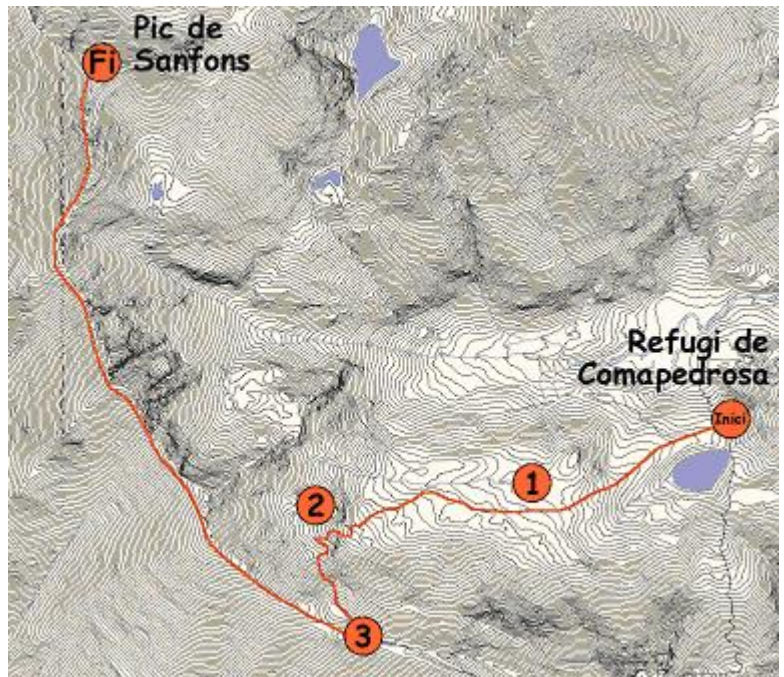 Pic de
Sanfons
Fi
Refugi de
Comapedrosa
Inici
1
2
3